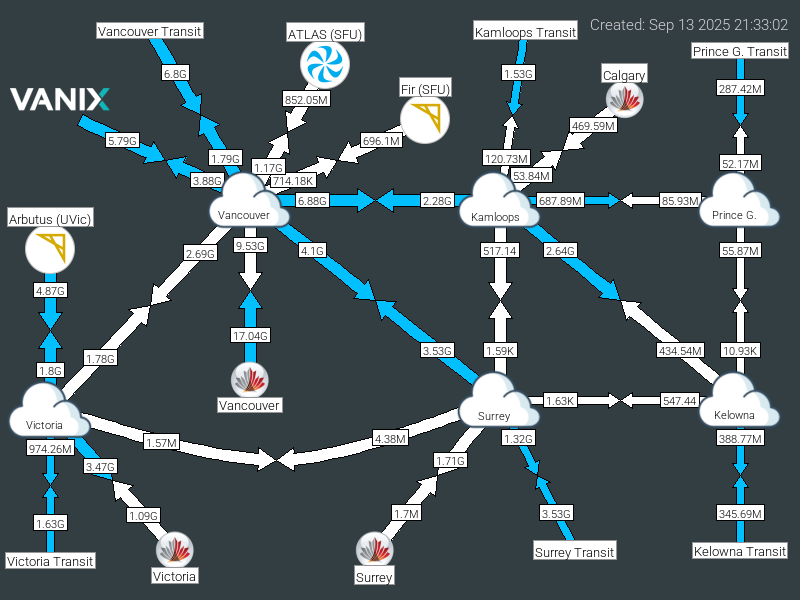 Created: Sep 13 2025 21:33:02
Vancouver Transit
ATLAS (SFU)
Kamloops Transit
Prince G. Transit
6.8G
1.53G
Calgary
287.42M
Fir (SFU)
VANIX
852.05M
469.59M
5.79G
696.1M
1.79G
1.17G
120.73M
52.17M
3.88G
714.18K
53.84M
6.88G
2.28G
687.89M
85.93M
Vancouver
Kamloops
Prince G.
Arbutus (UVic)
2.69G
9.53G
4.1G
517.14
2.64G
55.87M
4.87G
17.04G
1.78G
3.53G
1.59K
434.54M
10.93K
1.8G
Vancouver
1.63K
547.44
Victoria
Surrey
Kelowna
974.26M
1.57M
4.38M
1.32G
388.77M
3.47G
1.71G
1.63G
1.09G
1.7M
3.53G
345.69M
Victoria Transit
Victoria
Surrey
Surrey Transit
Kelowna Transit